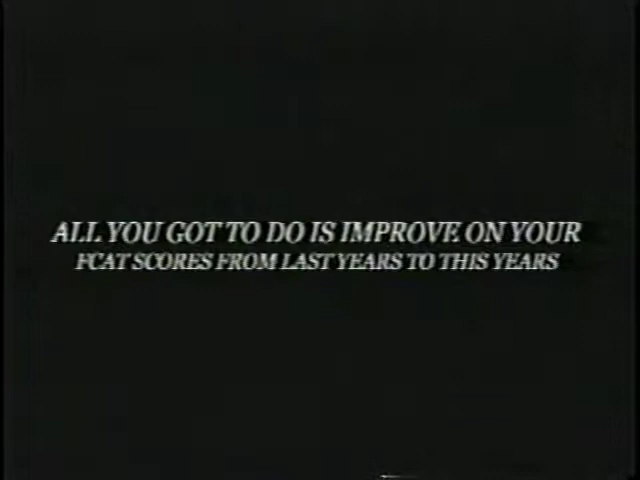 ALL YOU GOT TO DO IS IMPROVE ON YOUR
FCAT SCORES FROM LAST YEARS TO THIS YEARS